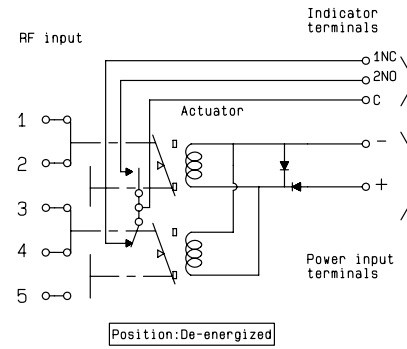 Indicator
terminals
RF input
1NC
2NO
C
Actuator
1
2
3
4
5
-
+
Power input
terminals
Position:De-energized